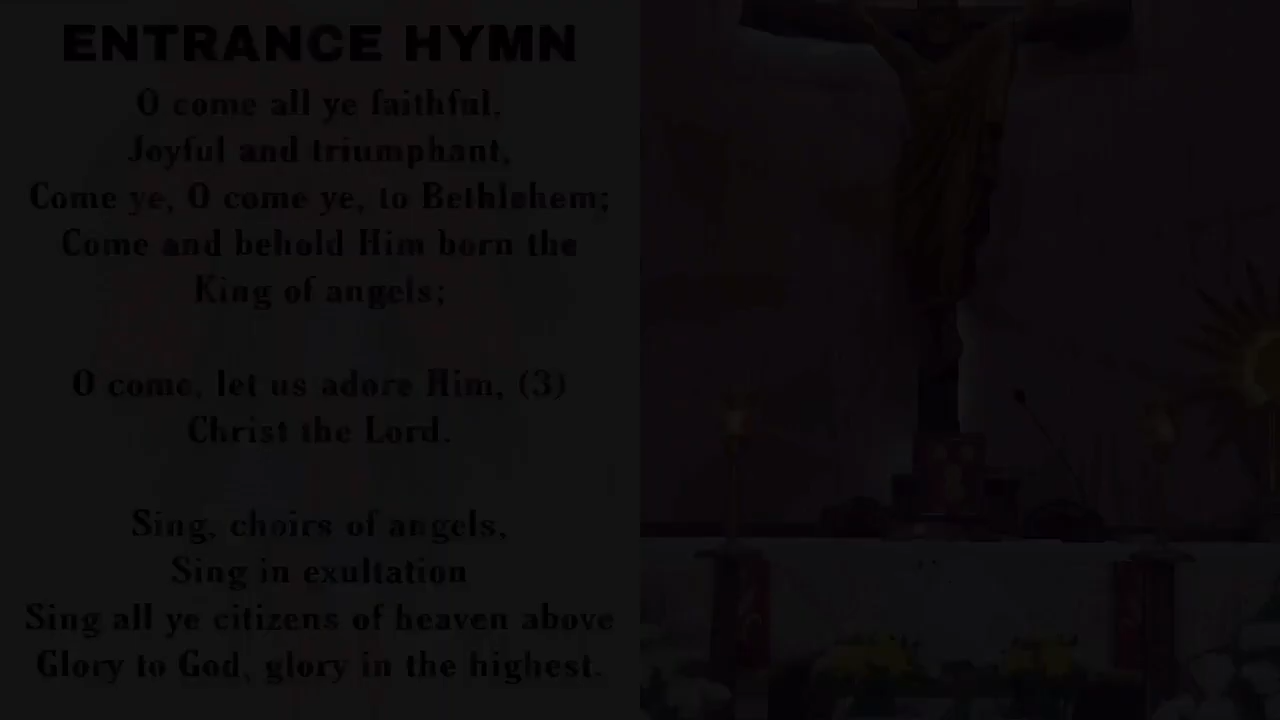 ENTRANCE HYMN
O come all ye faithful,
Joyful and triumphant,
Come ye, O come ye, to Bethlehem;
Come and behold Him born the
King of angels;
O come, let us adore Him, (3)
Christ the Lord.
Sing, choirs of angels,
Sing in exultation
Sing all ye citizens of heaven above
Glory to God, glory in the highest.